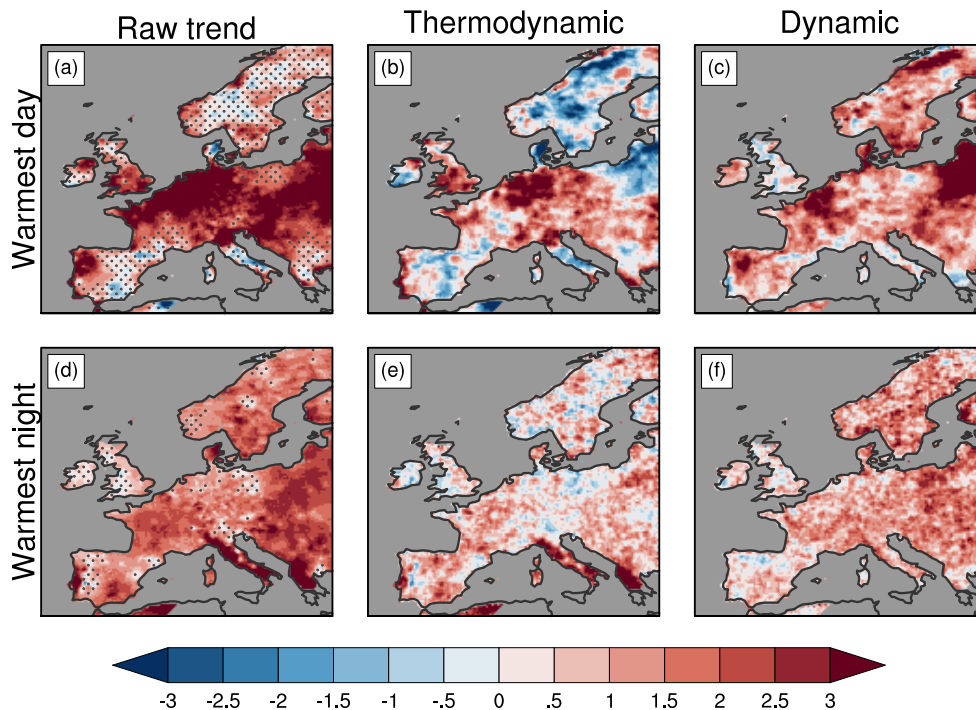 Raw trend Thermodynamic Dynamic
Warmest day
(a) (b) (c)
Warmest night
(d) (e) (f)
-3 -2.5 -2 -1.5 -1 -.5 0 .5 1 1.5 2 2.5 3